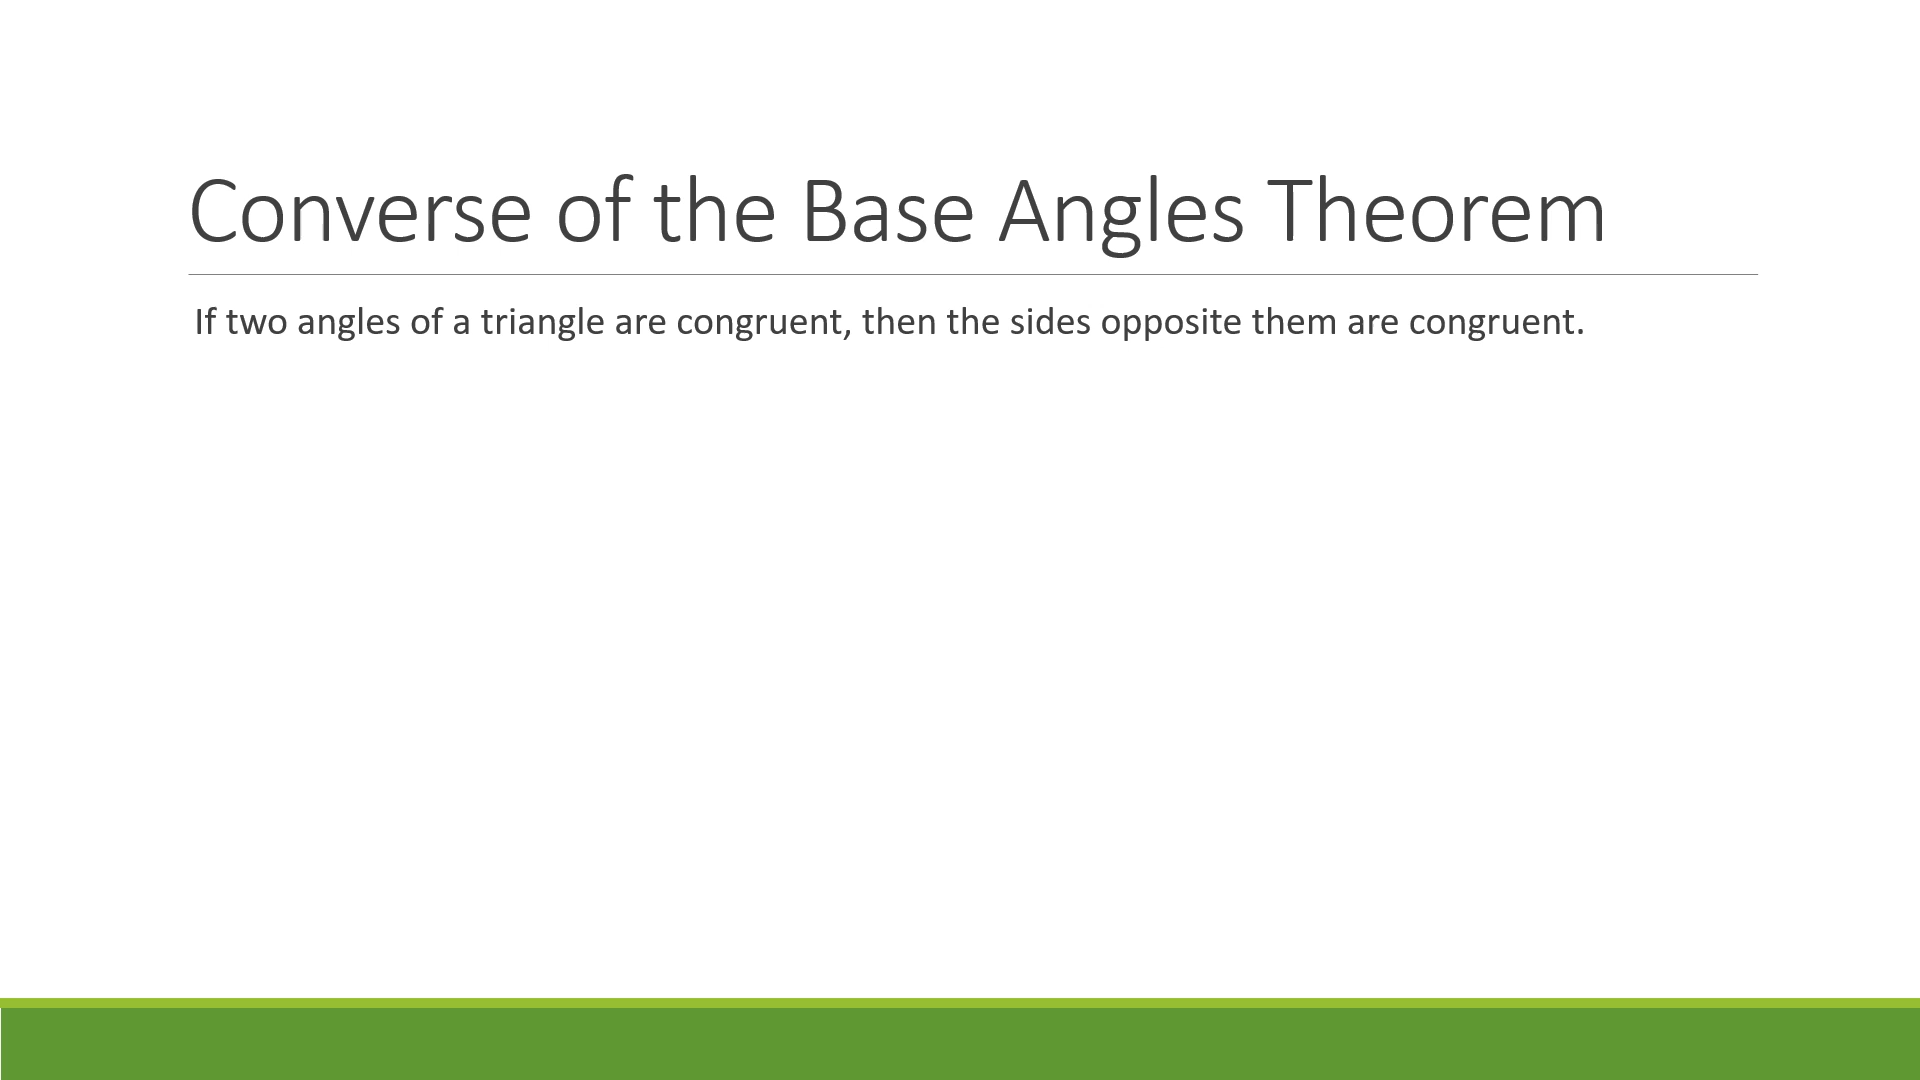 Converse of the Base Angles Theorem
If two angles of a triangle are congruent, then the sides opposite them are congruent.